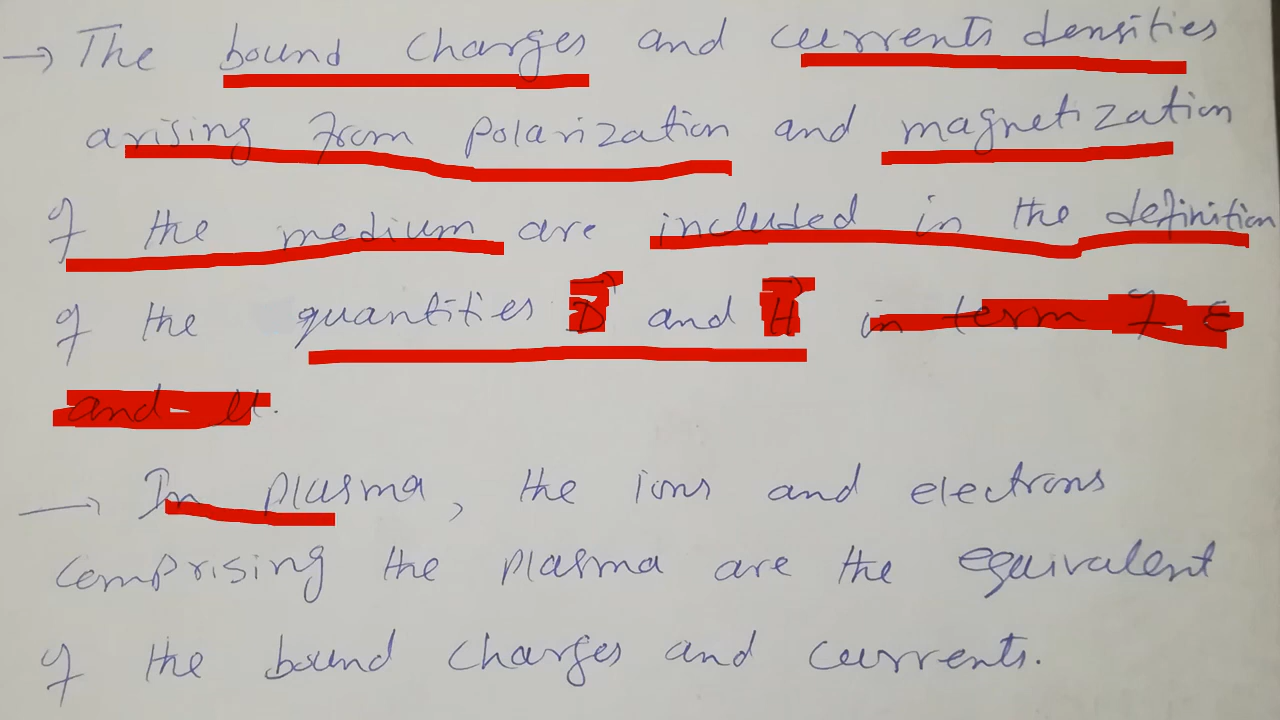 → The bound charges and currents densities
arising from polarization and magnetization
of the medium are included in the definition
of the quantities D⃗ and H⃗ in term of ε
and μ.
→ In plasma, the ions and electrons
comprising the plasma are the equivalent
of the bound charges and currents.